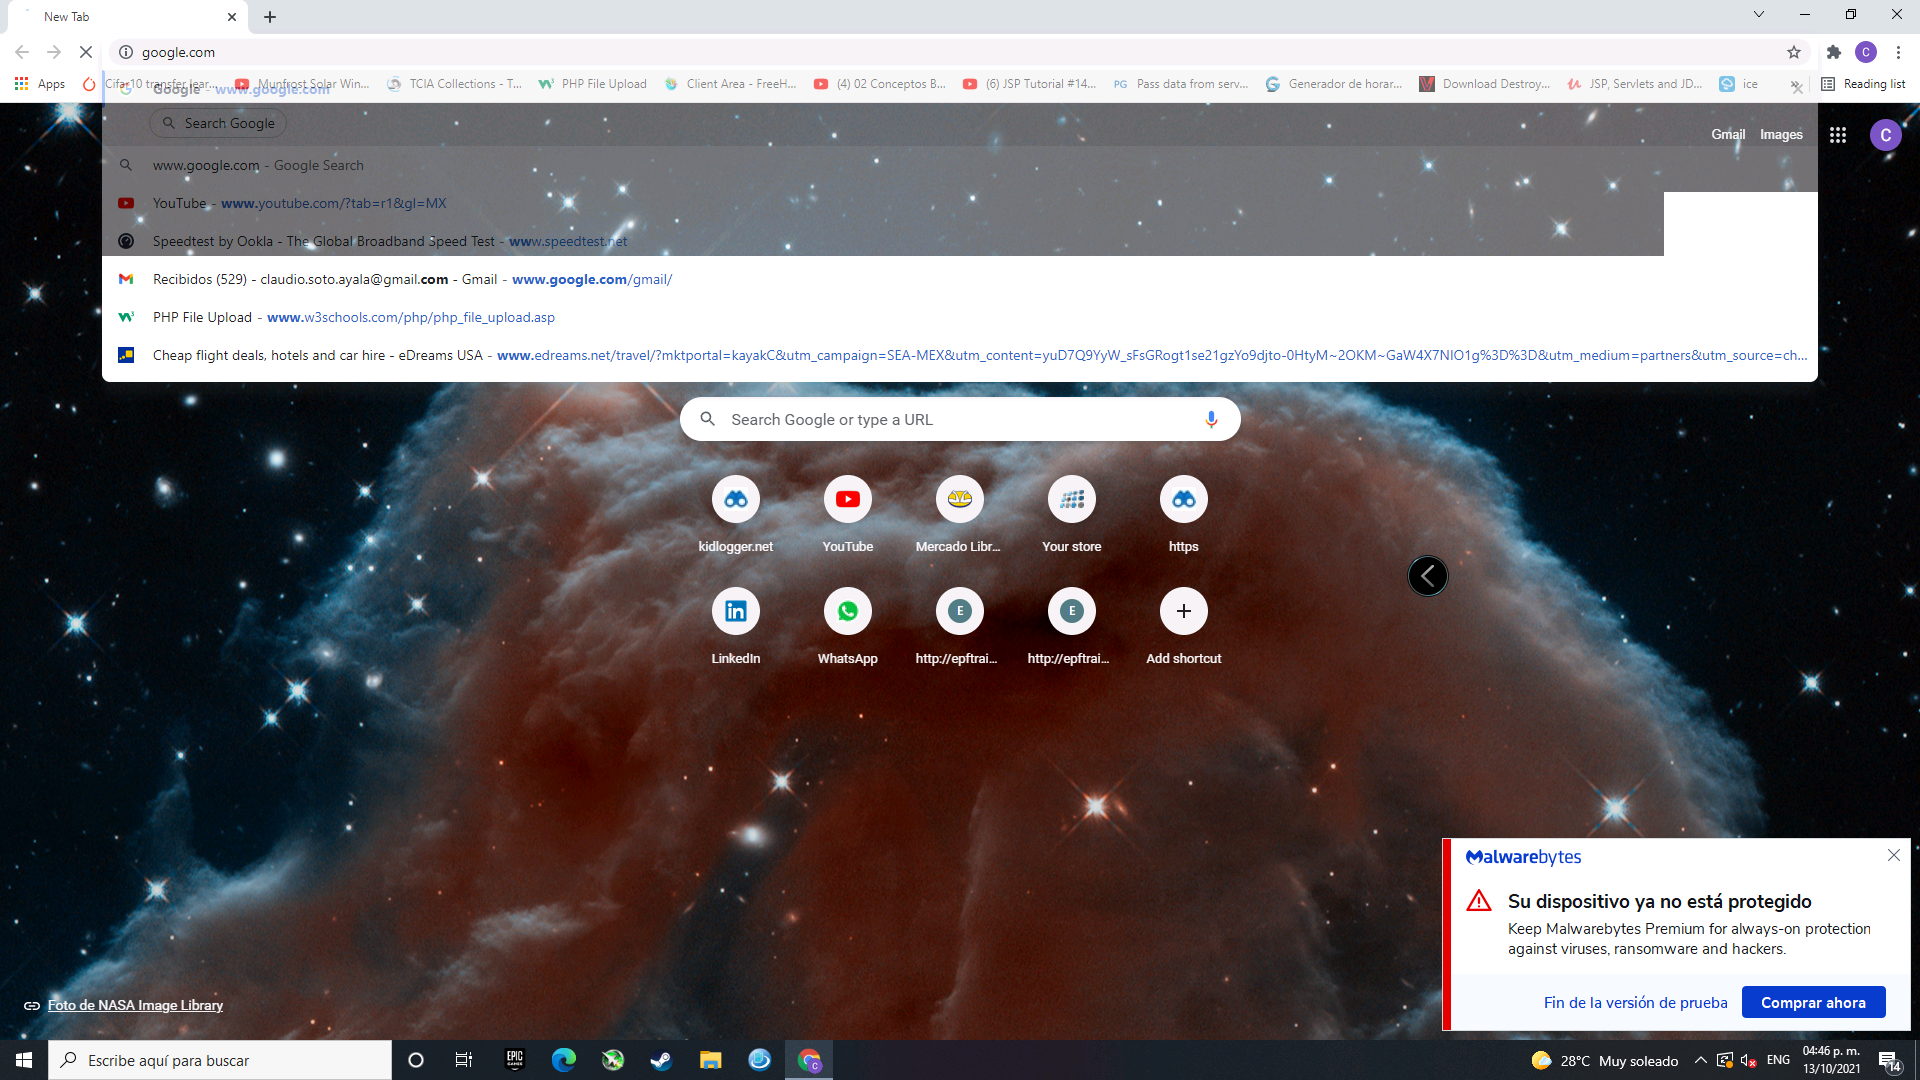 New Tab
google.com
Apps
Cifar10 transfer lear...
Munfrost Solar Win...
TCIA Collections - T...
PHP File Upload
Client Area - FreeH...
(4) 02 Conceptos B...
(6) JSP Tutorial #14...
PG Pass data from serv...
Generador de horar...
Download Destroy...
JSP, Servlets and JD...
ice
»
Reading list
Google - www.google.com
Search Google
Gmail
Images
C
www.google.com - Google Search
YouTube - www.youtube.com/?tab=r1&gl=MX
Speedtest by Ookla - The Global Broadband Speed Test - www.speedtest.net
Recibidos (529) - claudio.soto.ayala@gmail.com - Gmail - www.google.com/gmail/
PHP File Upload - www.w3schools.com/php/php_file_upload.asp
Cheap flight deals, hotels and car hire - eDreams USA - www.edreams.net/travel/?mktportal=kayakC&utm_campaign=SEA-MEX&utm_content=yuD7Q9YyW_sFsGRogt1se21gzYo9djto-0HtyM~2OKM~GaW4X7NIO1g%3D%3D&utm_medium=partners&utm_source=ch...
Search Google or type a URL
kidlogger.net
YouTube
Mercado Libr...
Your store
https
E
E
LinkedIn
WhatsApp
http://epftrai...
http://epftrai...
Add shortcut
Malwarebytes
Su dispositivo ya no está protegido
Keep Malwarebytes Premium for always-on protection
against viruses, ransomware and hackers.
Fin de la versión de prueba
Comprar ahora
Foto de NASA Image Library
Escribe aquí para buscar
EPIC GAMES
28°C Muy soleado
ENG
04:46 p. m.
13/10/2021
14